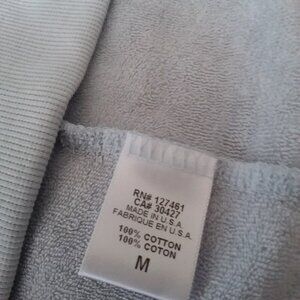 RN# 127461
CA# 30427
MADE IN U.S.A
FABRIQUE EN U.S.A.
100% COTTON
100% COTON
M